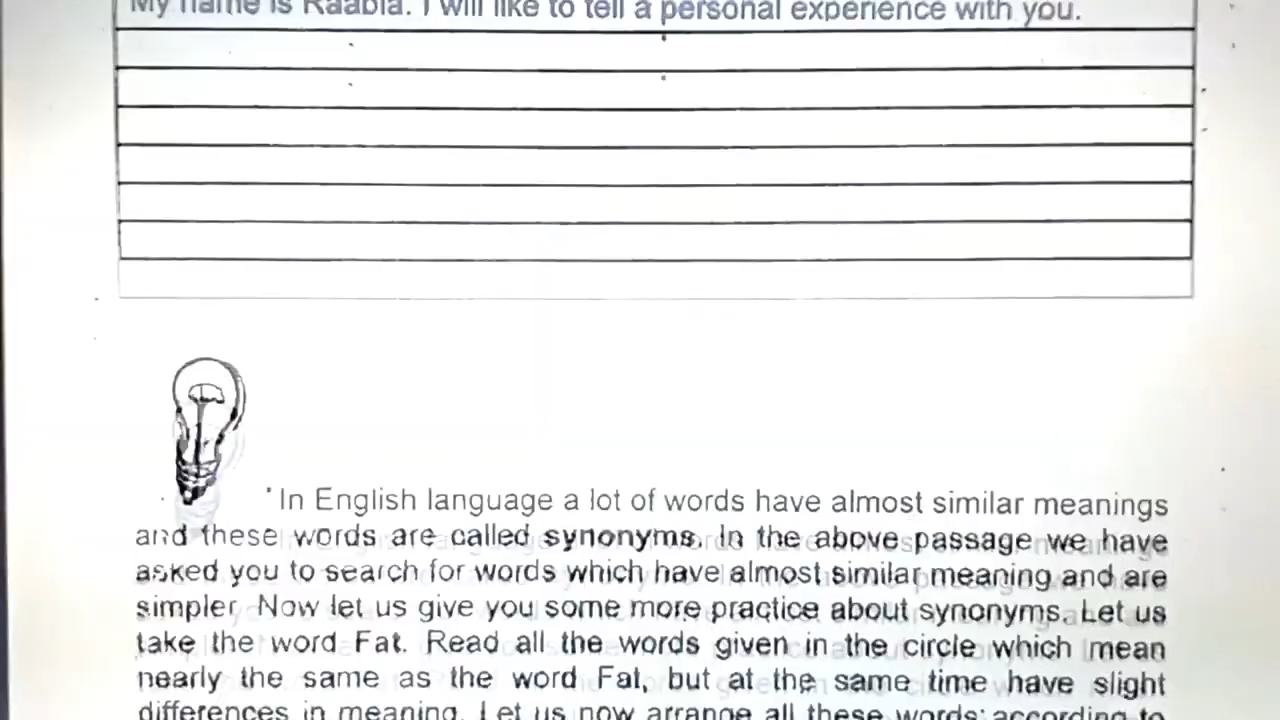 My name is Raabia. I will like to tell a personal experience with you.
In English language a lot of words have almost similar meanings
and these words are called synonyms. In the above passage we have
asked you to search for words which have almost similar meaning and are
simpler. Now let us give you some more practice about synonyms. Let us
take the word Fat. Read all the words given in the circle which mean
nearly the same as the word Fat, but at the same time have slight
differences in meaning. Let us now arrange all these words according to